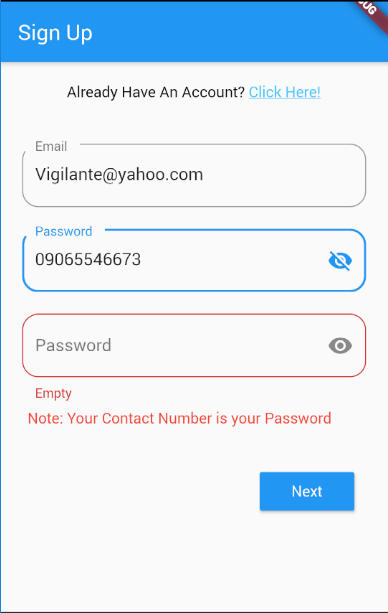 Sign Up
Already Have An Account? Click Here!
Email
Vigilante@yahoo.com
Password
09065546673
Password
Empty
Note: Your Contact Number is your Password
Next